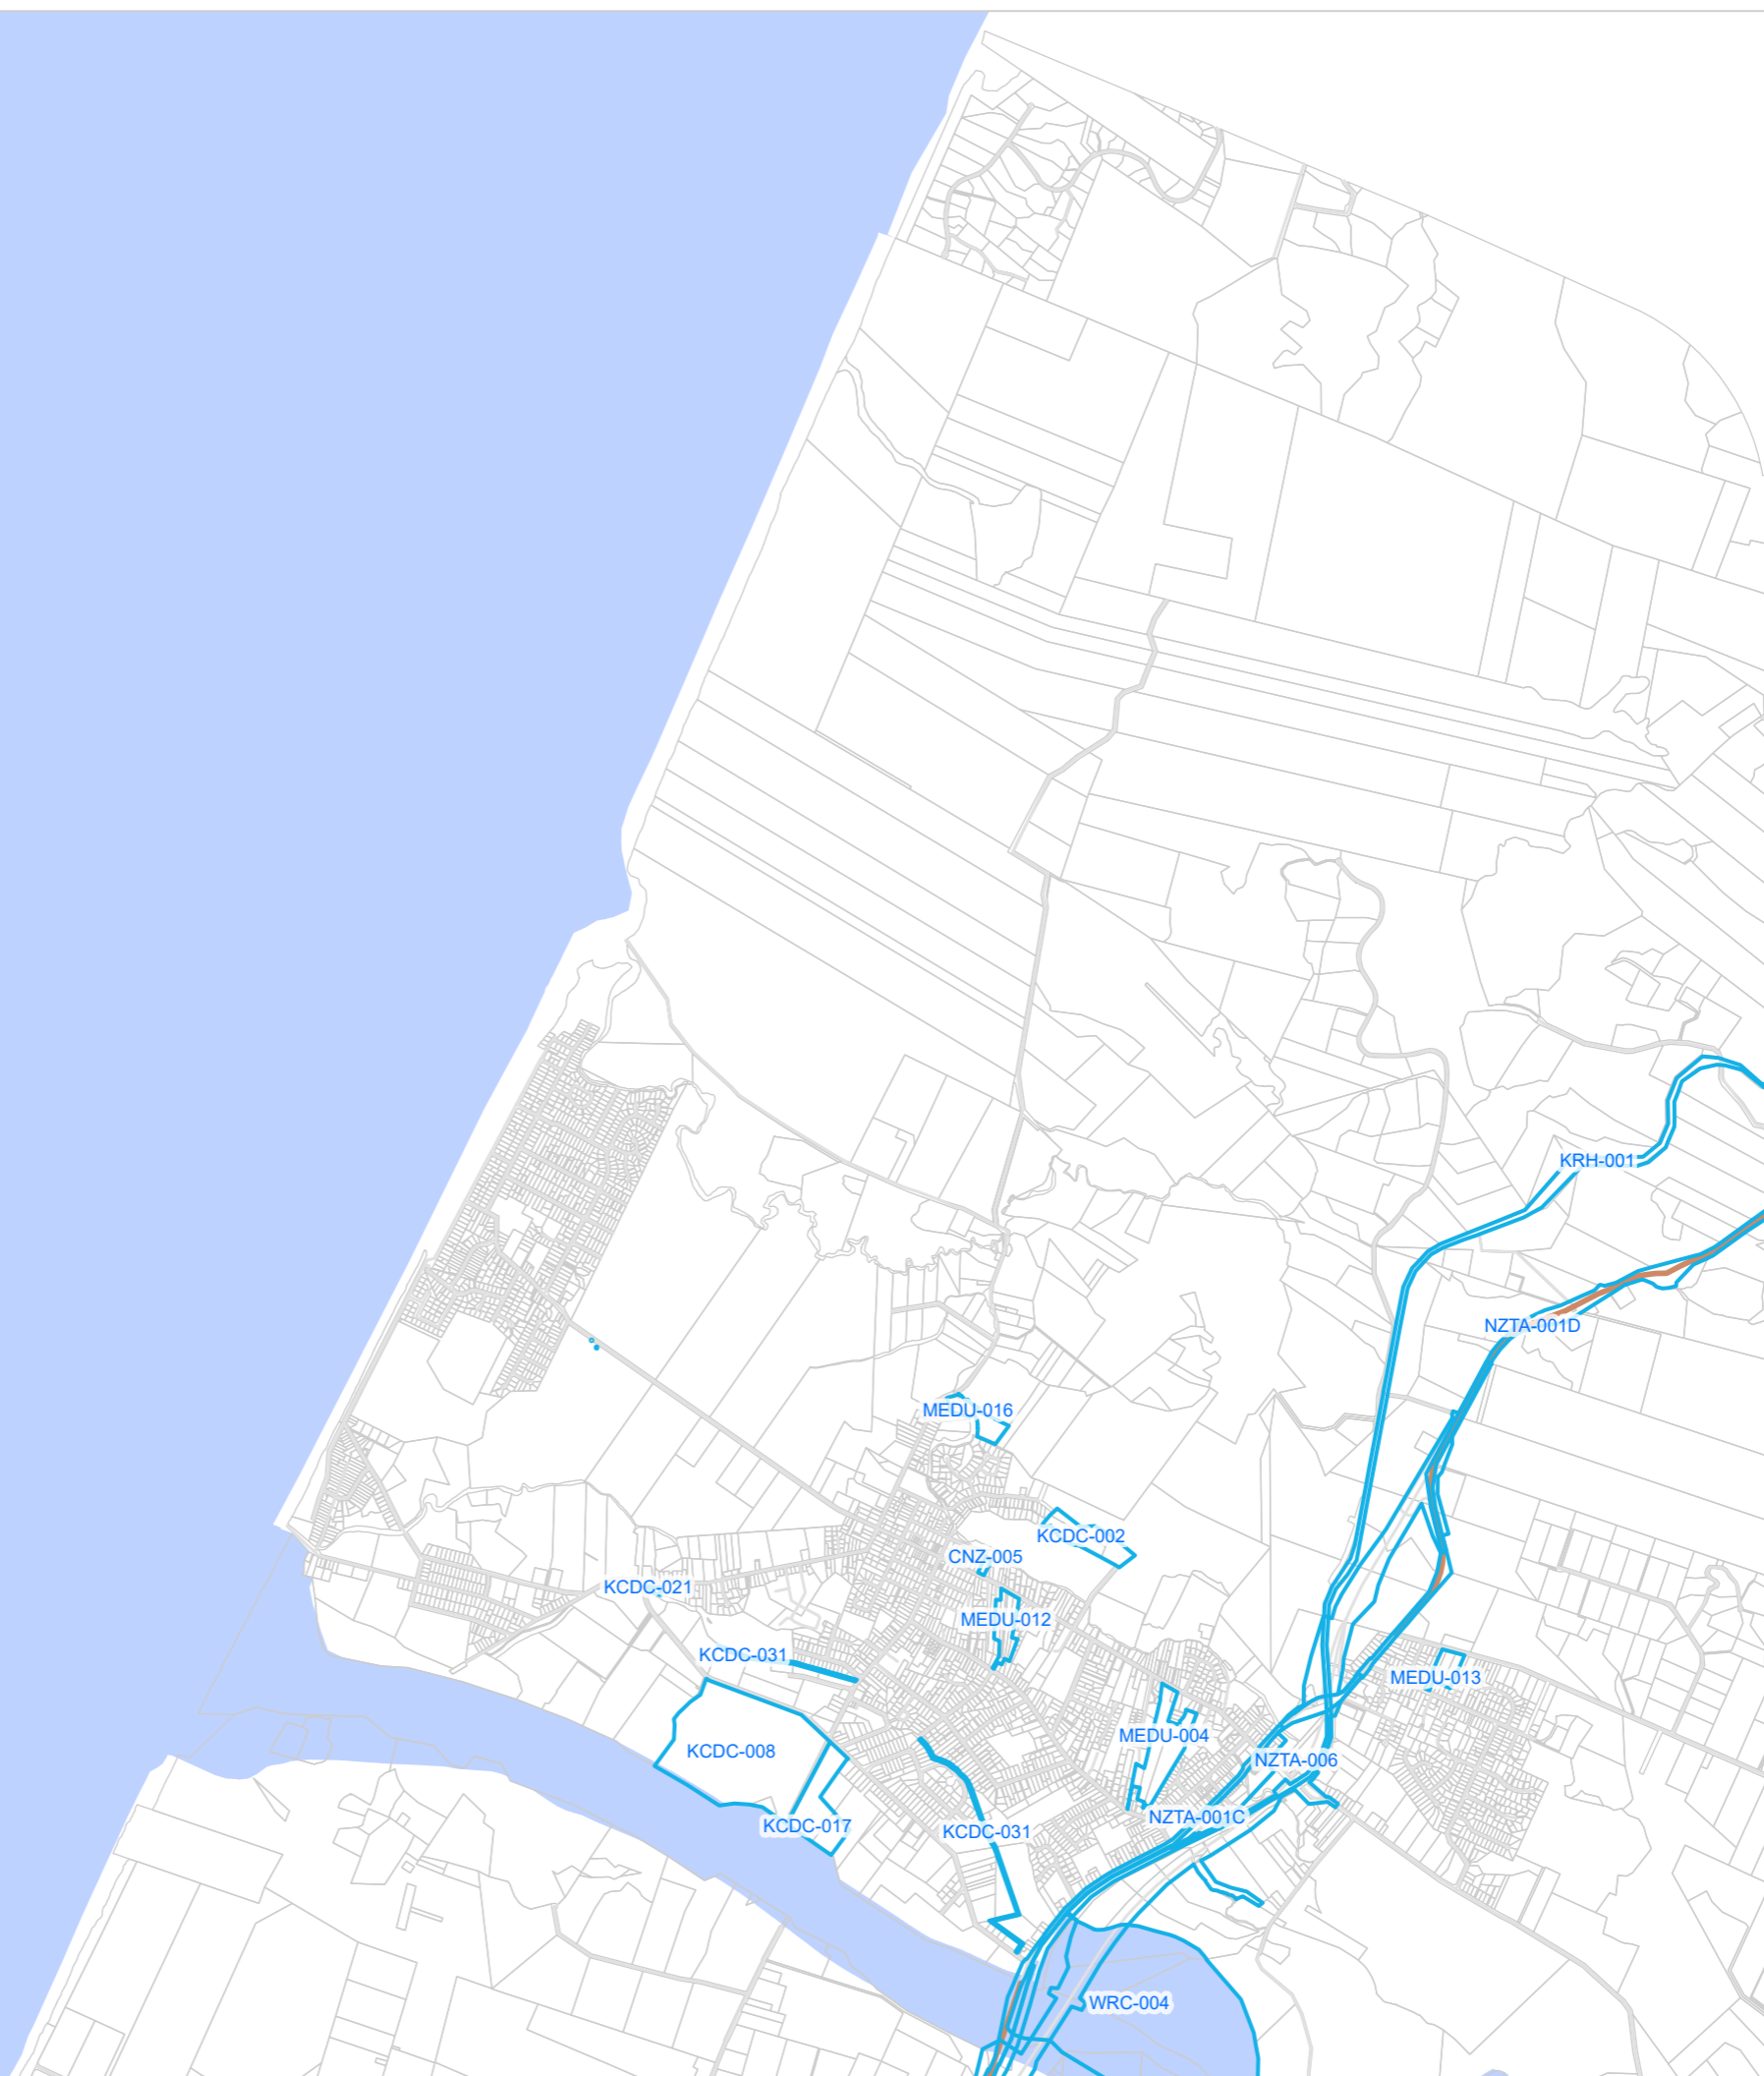 KRH-001
NZTA-001D
MEDU-016
KCDC-002
CNZ-005
KCDC-021
MEDU-012
KCDC-031
MEDU-013
MEDU-004
KCDC-008
NZTA-006
NZTA-001C
KCDC-017
KCDC-031
WRC-004